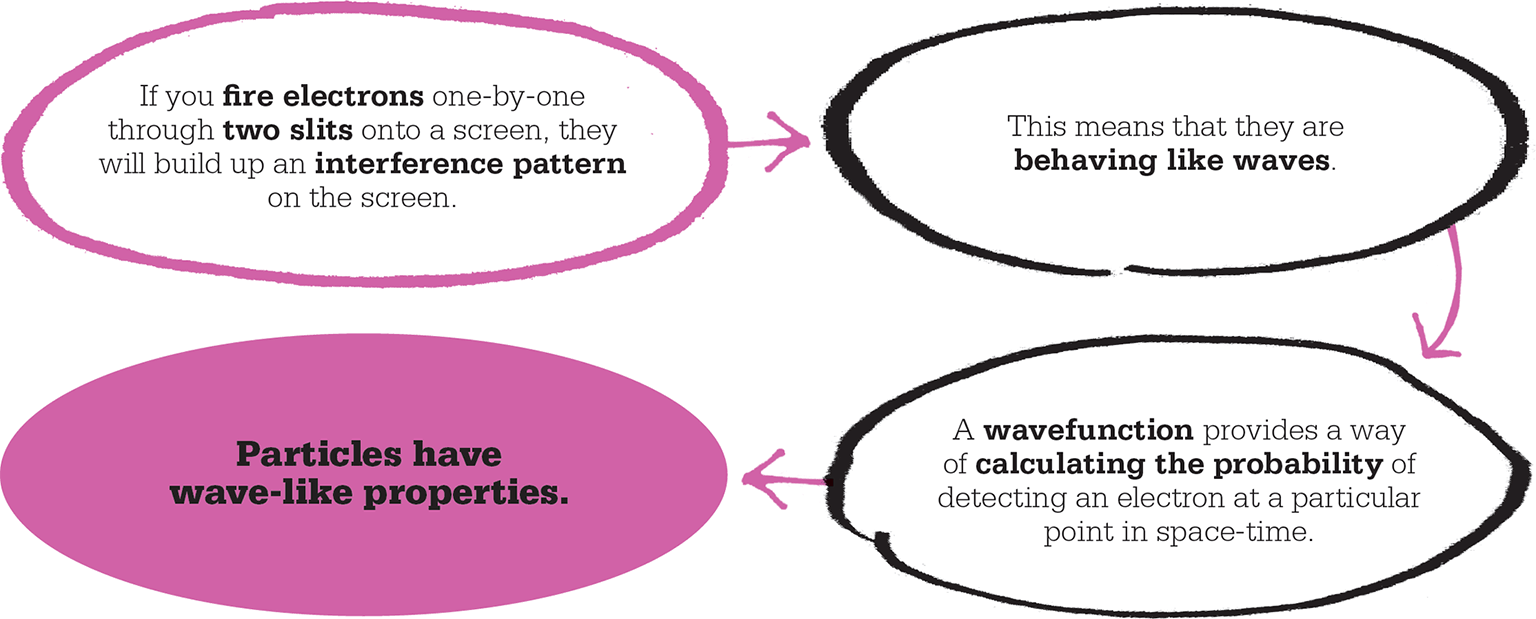 If you fire electrons one-by-one
through two slits onto a screen, they
will build up an interference pattern
on the screen.
This means that they are
behaving like waves.
A wavefunction provides a way
of calculating the probability of
detecting an electron at a particular
point in space-time.
Particles have
wave-like properties.